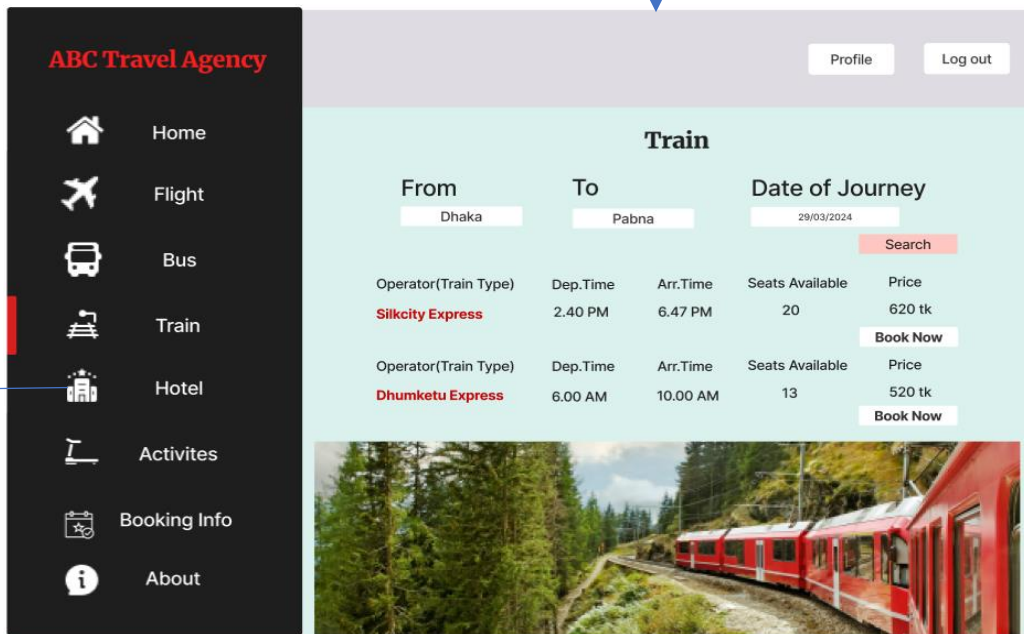 ABC Travel Agency
Home
Flight
Bus
Train
Hotel
Activites
Booking Info
About
Profile Log out
Train
From To Date of Journey
Dhaka Pabna 29/03/2024
Search
Operator(Train Type) Dep.Time Arr.Time Seats Available Price
Silkcity Express 2.40 PM 6.47 PM 20 620 tk
Book Now
Operator(Train Type) Dep.Time Arr.Time Seats Available Price
Dhumketu Express 6.00 AM 10.00 AM 13 520 tk
Book Now